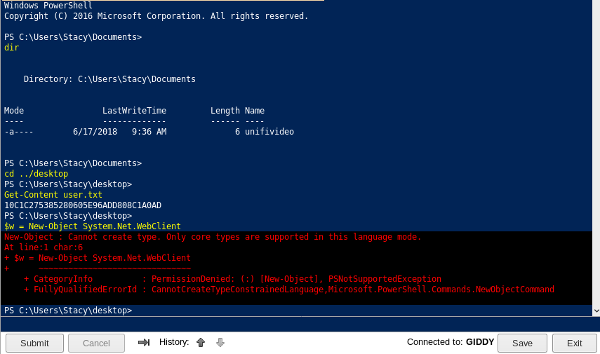 Windows PowerShell
Copyright (C) 2016 Microsoft Corporation. All rights reserved.
PS C:\Users\Stacy\Documents>
dir
Directory: C:\Users\Stacy\Documents
Mode LastWriteTime Length Name
---- ------------- ------ ----
-a---- 6/17/2018 9:36 AM 6 unifivideo
PS C:\Users\Stacy\Documents>
cd ../desktop
PS C:\Users\Stacy\desktop>
Get-Content user.txt
10C1C275385280605E96ADD808C1A0AD
PS C:\Users\Stacy\desktop>
$w = New-Object System.Net.WebClient
New-Object : Cannot create type. Only core types are supported in this language mode.
At line:1 char:6
+ $w = New-Object System.Net.WebClient
+ ~~~~~~~~~~~~~~~~~~~~~~~~~~~~~~~
+ CategoryInfo : PermissionDenied: (:) [New-Object], PSNotSupportedException
+ FullyQualifiedErrorId : CannotCreateTypeConstrainedLanguage,Microsoft.PowerShell.Commands.NewObjectCommand
PS C:\Users\Stacy\desktop>
Submit Cancel History: Connected to: GIDDY Save Exit